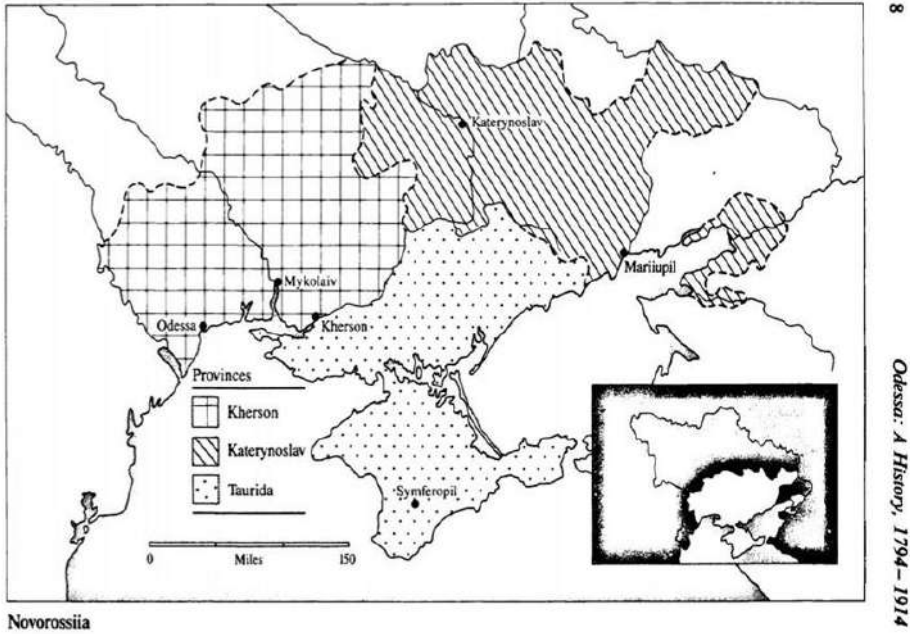 8
Odessa: A History, 1794–1914
Katerynoslav
Mariiupil
Mykolaiv
Odessa
Kherson
Provinces
Kherson
Katerynoslav
Taurida
Symferopil
0 150
Miles
Novorossiia